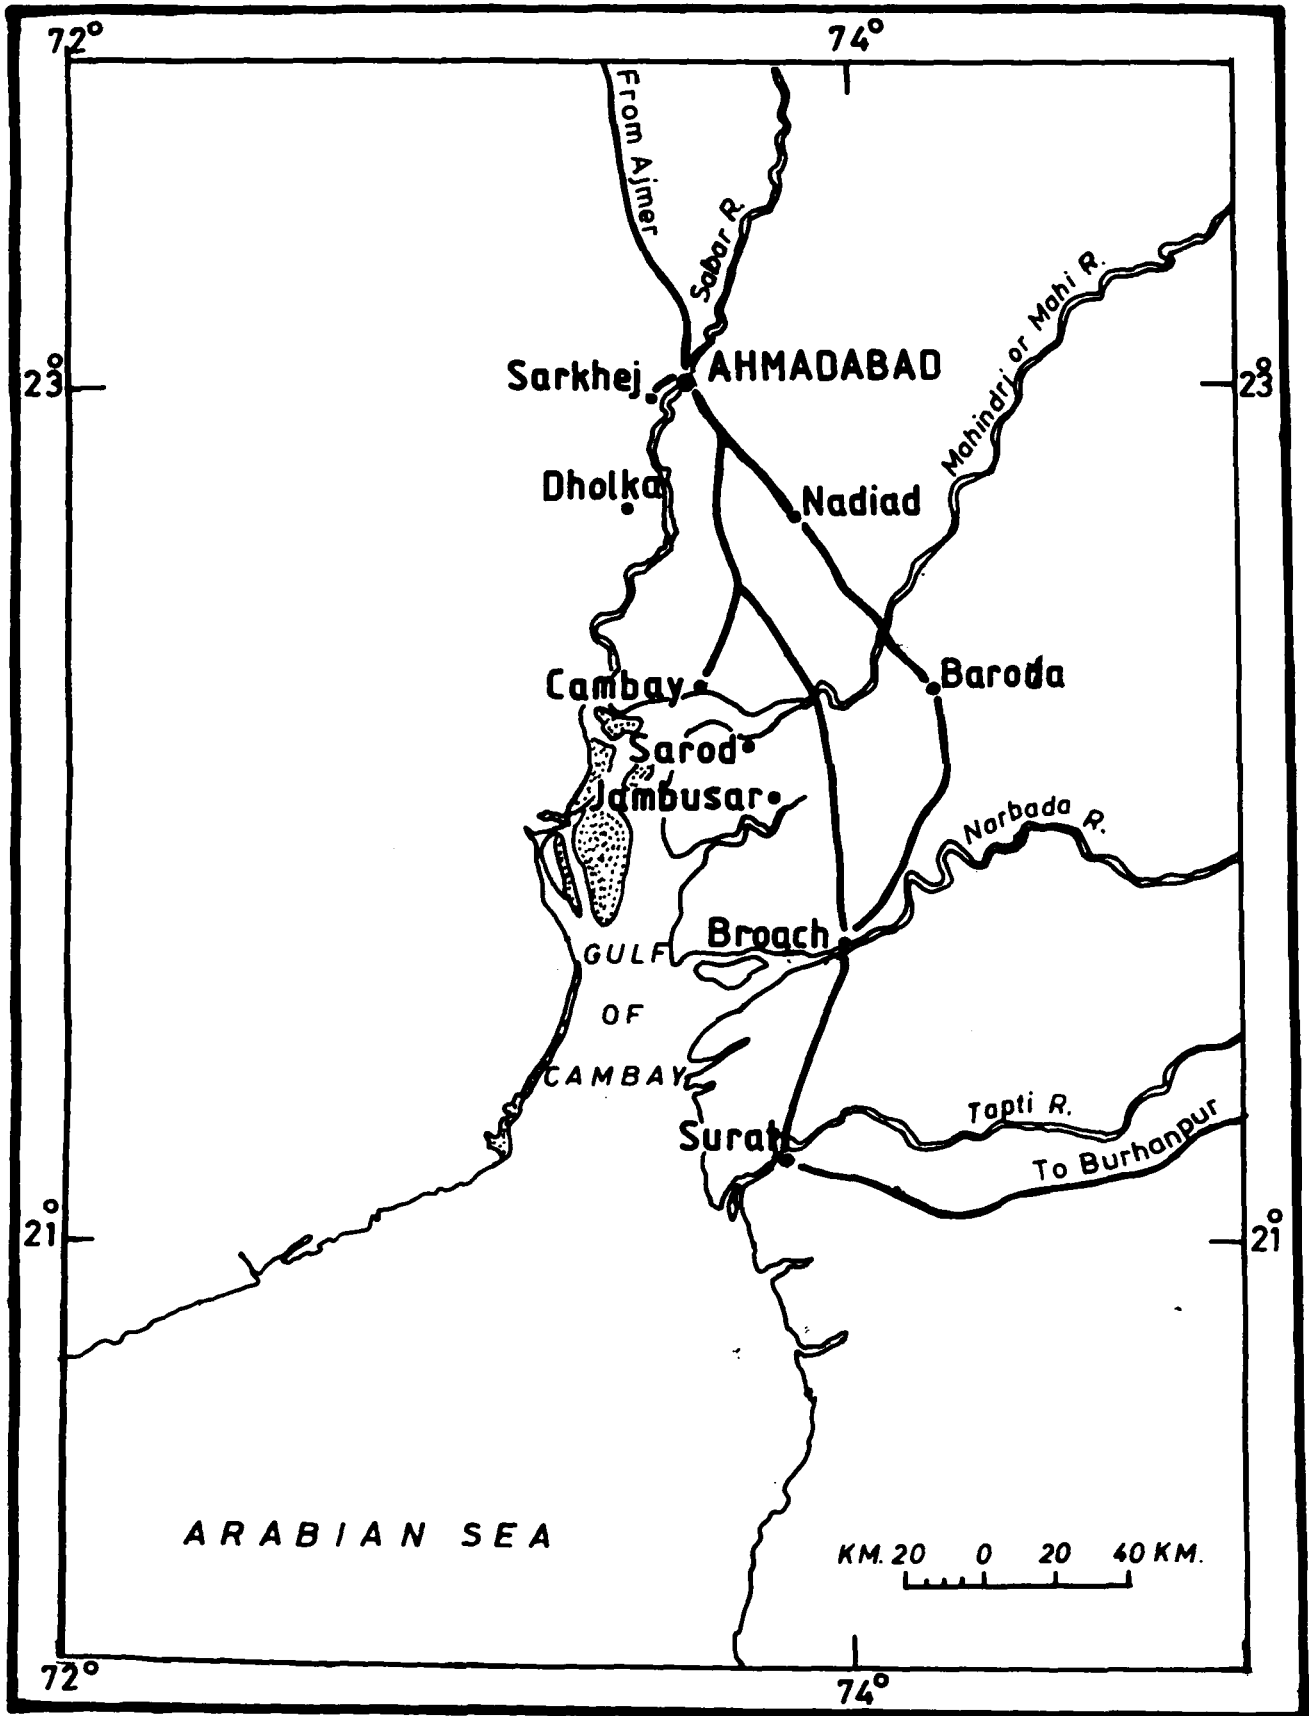 72°
74°
From Ajmer
Sabar R.
Mahindri or Mahi R.
23°
Sarkhej
AHMADABAD
23°
Dholka
Nadiad
Cambay
Baroda
Sarod
Jambusar
Narbada R.
Broach
GULF
OF
CAMBAY
Tapti R.
Surat
To Burhanpur
21°
21°
ARABIAN SEA
KM. 20 0 20 40 KM.
72°
74°